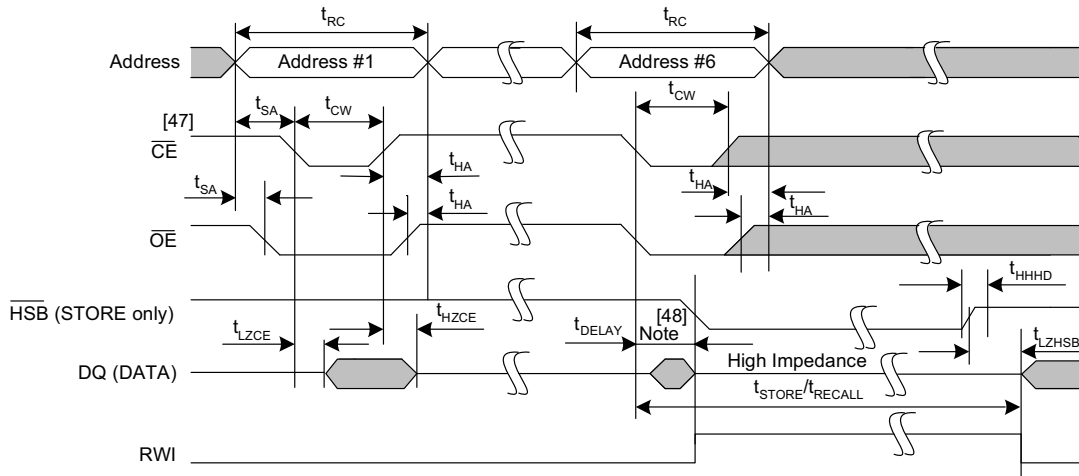 tRC tRC
Address Address #1 Address #6
tCW
tSA tCW
[47]
CE
tHA
tSA tHA tHA
tHA
OE
tHHHD
HSB (STORE only)
tLZCE tHZCE tDELAY [48]
Note
tLZHSB
High Impedance
DQ (DATA)
tSTORE/tRECALL
RWI